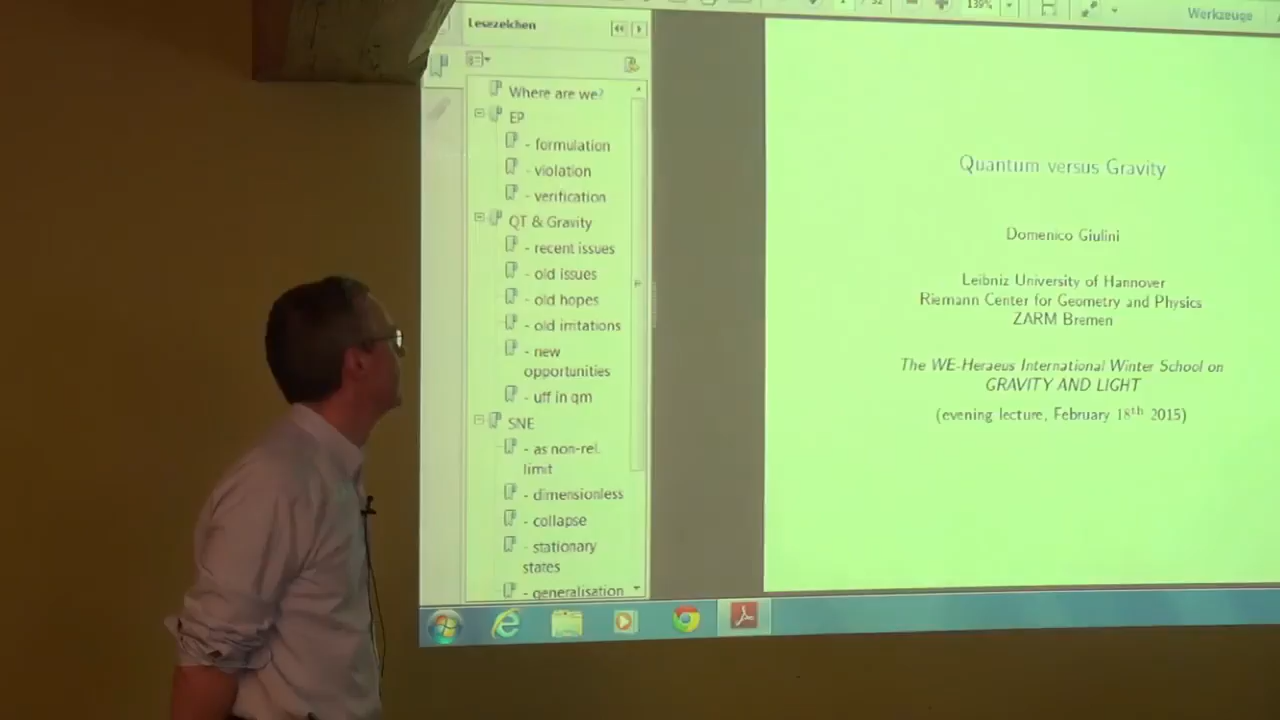 Lesezeichen
139%
Werkzeuge
Where are we?
EP
- formulation
- violation
- verification
QT & Gravity
- recent issues
- old issues
- old hopes
- old irritations
- new
opportunities
- uff in qm
SNE
- as non-rel.
limit
- dimensionless
- collapse
- stationary
states
- generalisation
Quantum versus Gravity
Domenico Giulini
Leibniz University of Hannover
Riemann Center for Geometry and Physics
ZARM Bremen
The WE-Heraeus International Winter School on
GRAVITY AND LIGHT
(evening lecture, February 18th 2015)